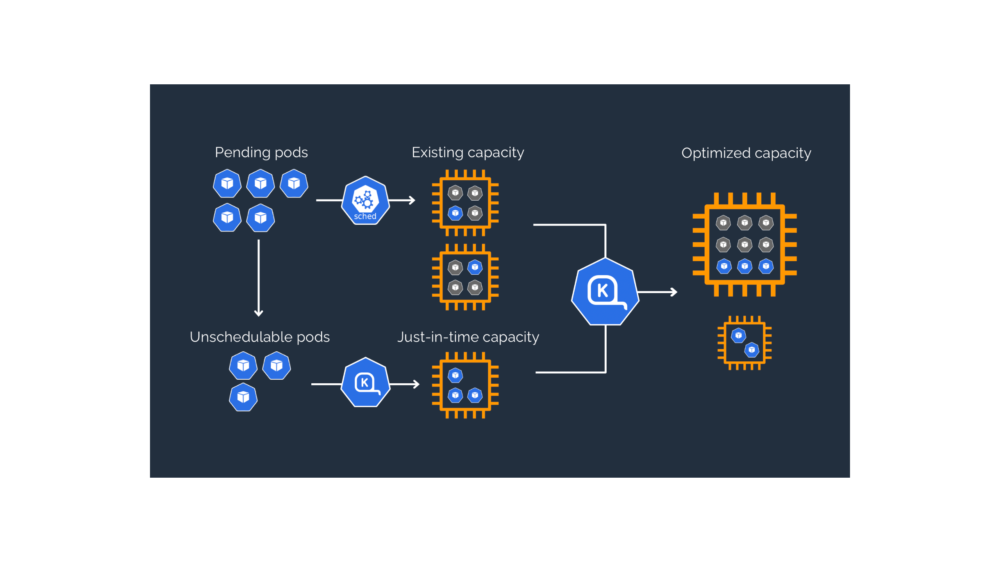 Pending pods
Existing capacity
Optimized capacity
sched
K
Unschedulable pods
Just-in-time capacity
K